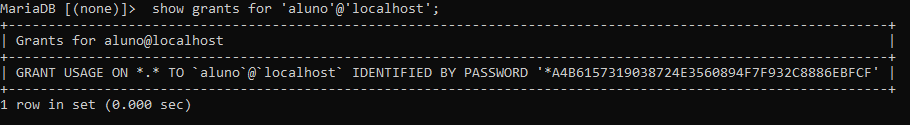 MariaDB [(none)]>  show grants for 'aluno'@'localhost';
+--------------------------------------------------------------------------------------------------------------+
| Grants for aluno@localhost                                                                                   |
+--------------------------------------------------------------------------------------------------------------+
| GRANT USAGE ON *.* TO `aluno`@`localhost` IDENTIFIED BY PASSWORD '*A4B6157319038724E3560894F7F932C8886EBFCF' |
+--------------------------------------------------------------------------------------------------------------+
1 row in set (0.000 sec)